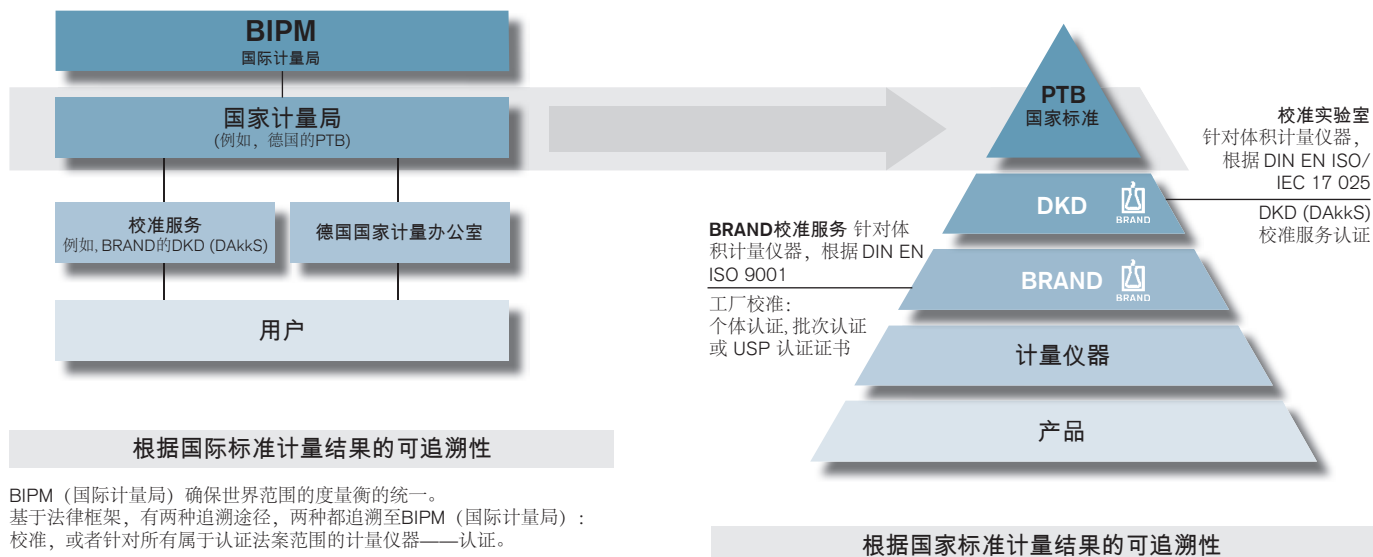 BIPM
国际计量局
国家计量局
(例如，德国的PTB)
校准服务
例如, BRAND的DKD (DAkkS)
德国国家计量办公室
用户
根据国际标准计量结果的可追溯性
BIPM（国际计量局）确保世界范围的度量衡的统一。
基于法律框架，有两种追溯途径，两种都追溯至BIPM（国际计量局）:
校准，或者针对所有属于认证法案范围的计量仪器——认证。
PTB
国家标准
校准实验室
针对体积计量仪器，
根据 DIN EN ISO/
IEC 17 025
DKD (DAkkS)
校准服务认证
DKD
BRAND
BRAND校准服务 针对体
积计量仪器，根据 DIN EN
ISO 9001
工厂校准:
个体认证, 批次认证
或 USP 认证证书
BRAND
BRAND
计量仪器
产品
根据国家标准计量结果的可追溯性